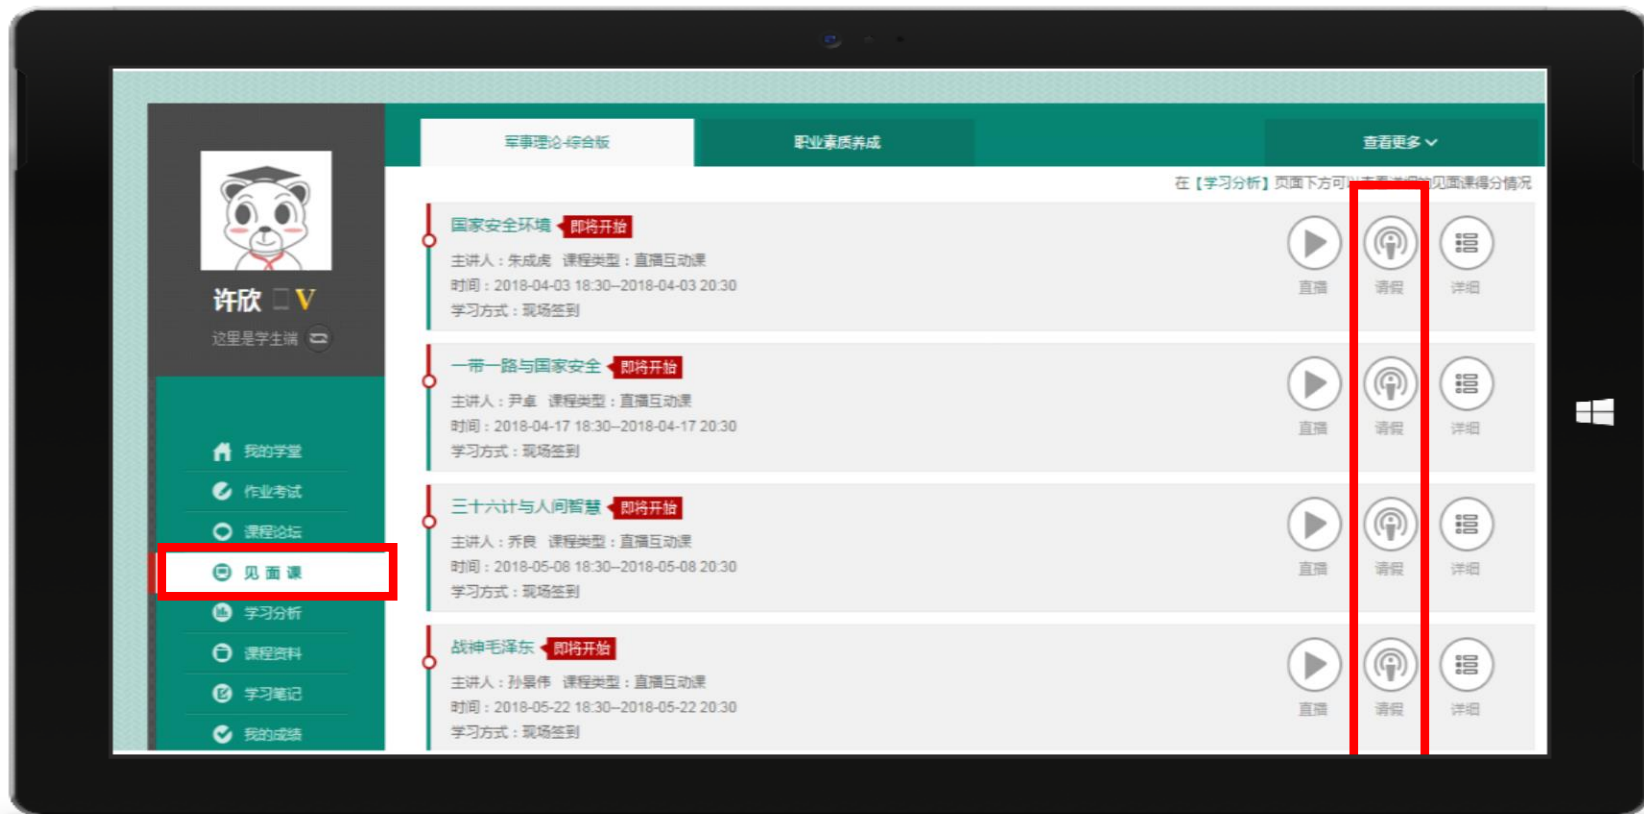 军事理论-综合版
职业素质养成
查看更多
在【学习分析】页面下方可以查看详细的见面课得分情况
许欣 V
这里是学生端
我的学堂
作业考试
课程论坛
见面课
学习分析
课程资料
学习笔记
我的成绩
国家安全环境 即将开始
主讲人：朱成虎 课程类型：直播互动课
时间：2018-04-03 18:30--2018-04-03 20:30
学习方式：现场签到
直播 请假 详细
一带一路与国家安全 即将开始
主讲人：尹卓 课程类型：直播互动课
时间：2018-04-17 18:30--2018-04-17 20:30
学习方式：现场签到
直播 请假 详细
三十六计与人间智慧 即将开始
主讲人：乔良 课程类型：直播互动课
时间：2018-05-08 18:30--2018-05-08 20:30
学习方式：现场签到
直播 请假 详细
战神毛泽东 即将开始
主讲人：孙景伟 课程类型：直播互动课
时间：2018-05-22 18:30--2018-05-22 20:30
学习方式：现场签到
直播 请假 详细